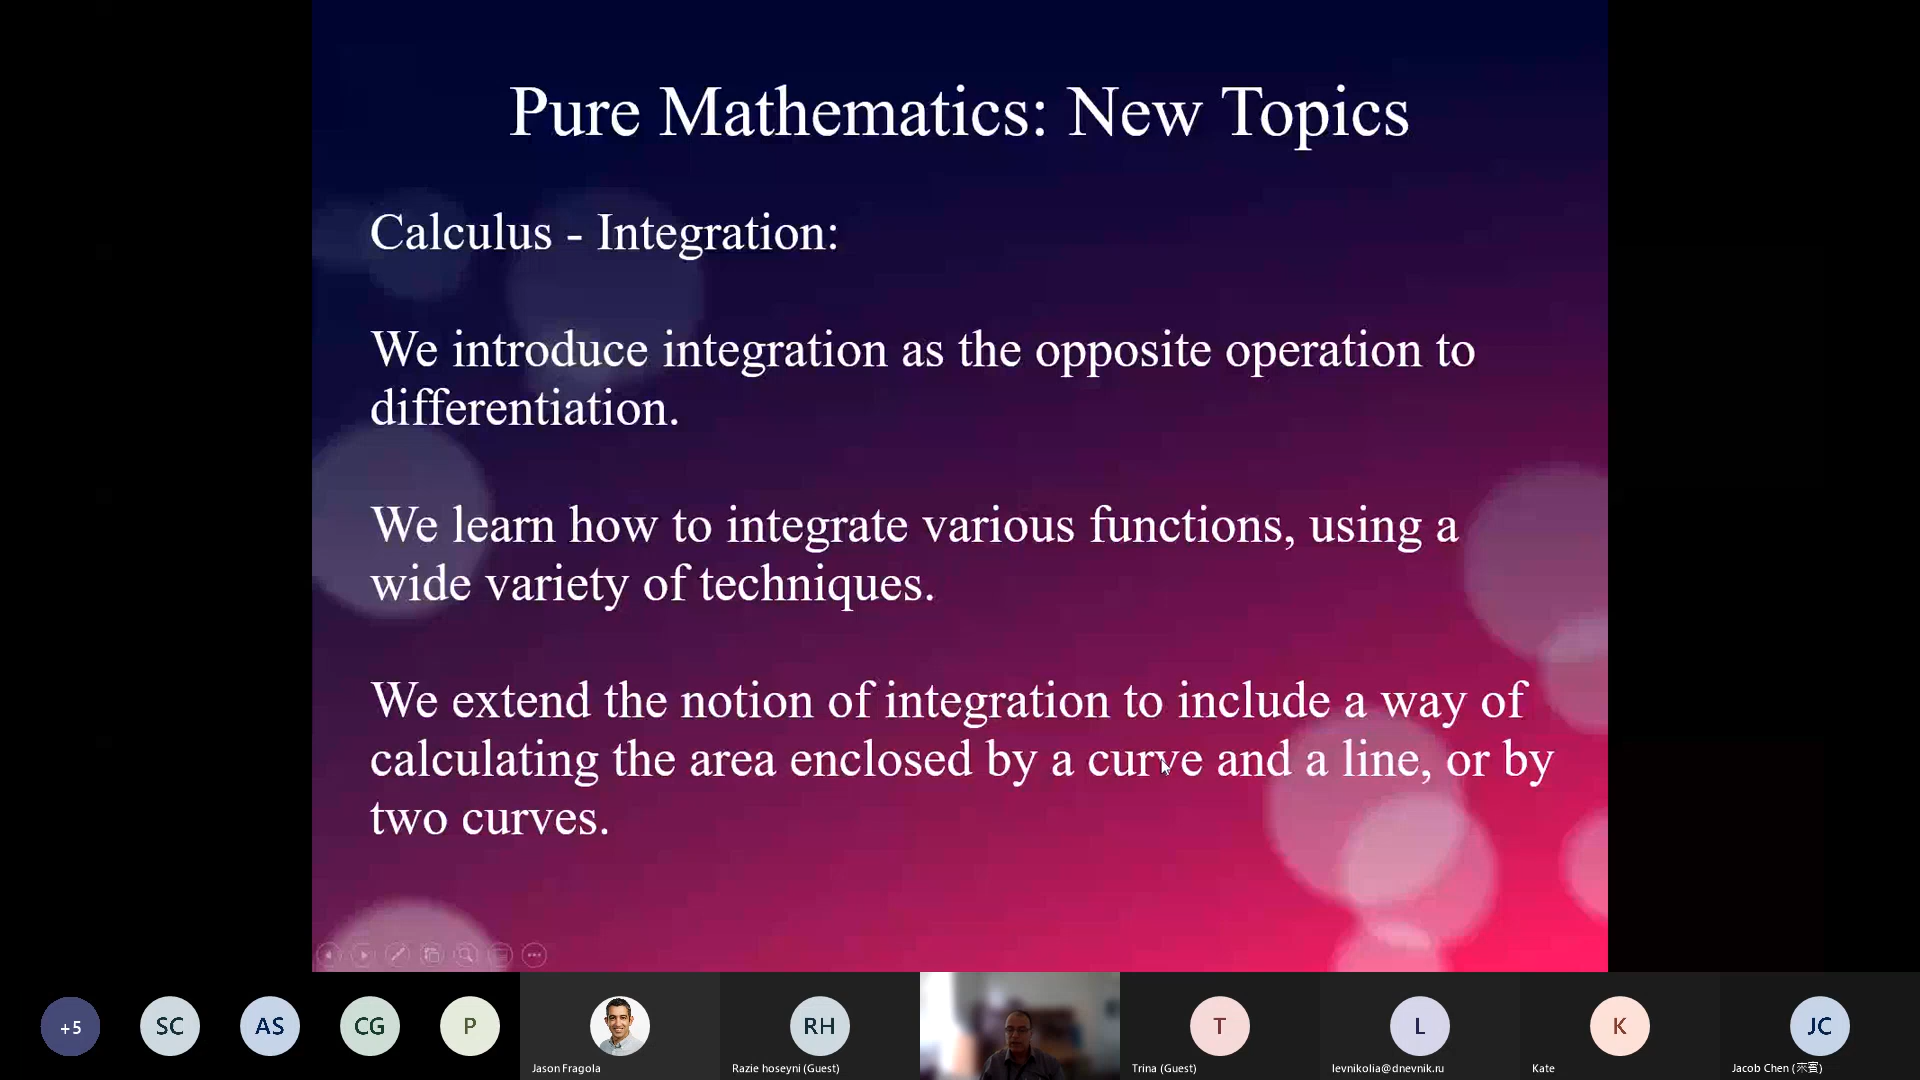 Pure Mathematics: New Topics
Calculus - Integration:
We introduce integration as the opposite operation to
differentiation.
We learn how to integrate various functions, using a
wide variety of techniques.
We extend the notion of integration to include a way of
calculating the area enclosed by a curve and a line, or by
two curves.
+5
SC
AS
CG
P
Jason Fragola
RH
Razie hoseyni (Guest)
T
Trina (Guest)
L
levnikolia@dnevnik.ru
K
Kate
JC
Jacob Chen (來賓)